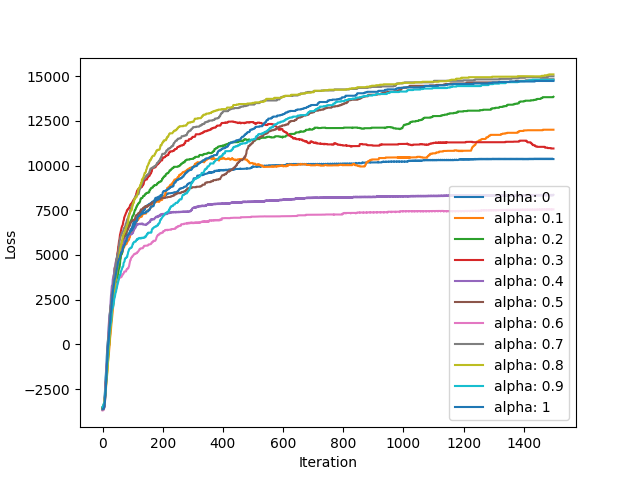 15000
12500
10000
7500
5000
2500
0
−2500
Loss
0
200
400
600
800
1000
1200
1400
Iteration
alpha: 0
alpha: 0.1
alpha: 0.2
alpha: 0.3
alpha: 0.4
alpha: 0.5
alpha: 0.6
alpha: 0.7
alpha: 0.8
alpha: 0.9
alpha: 1